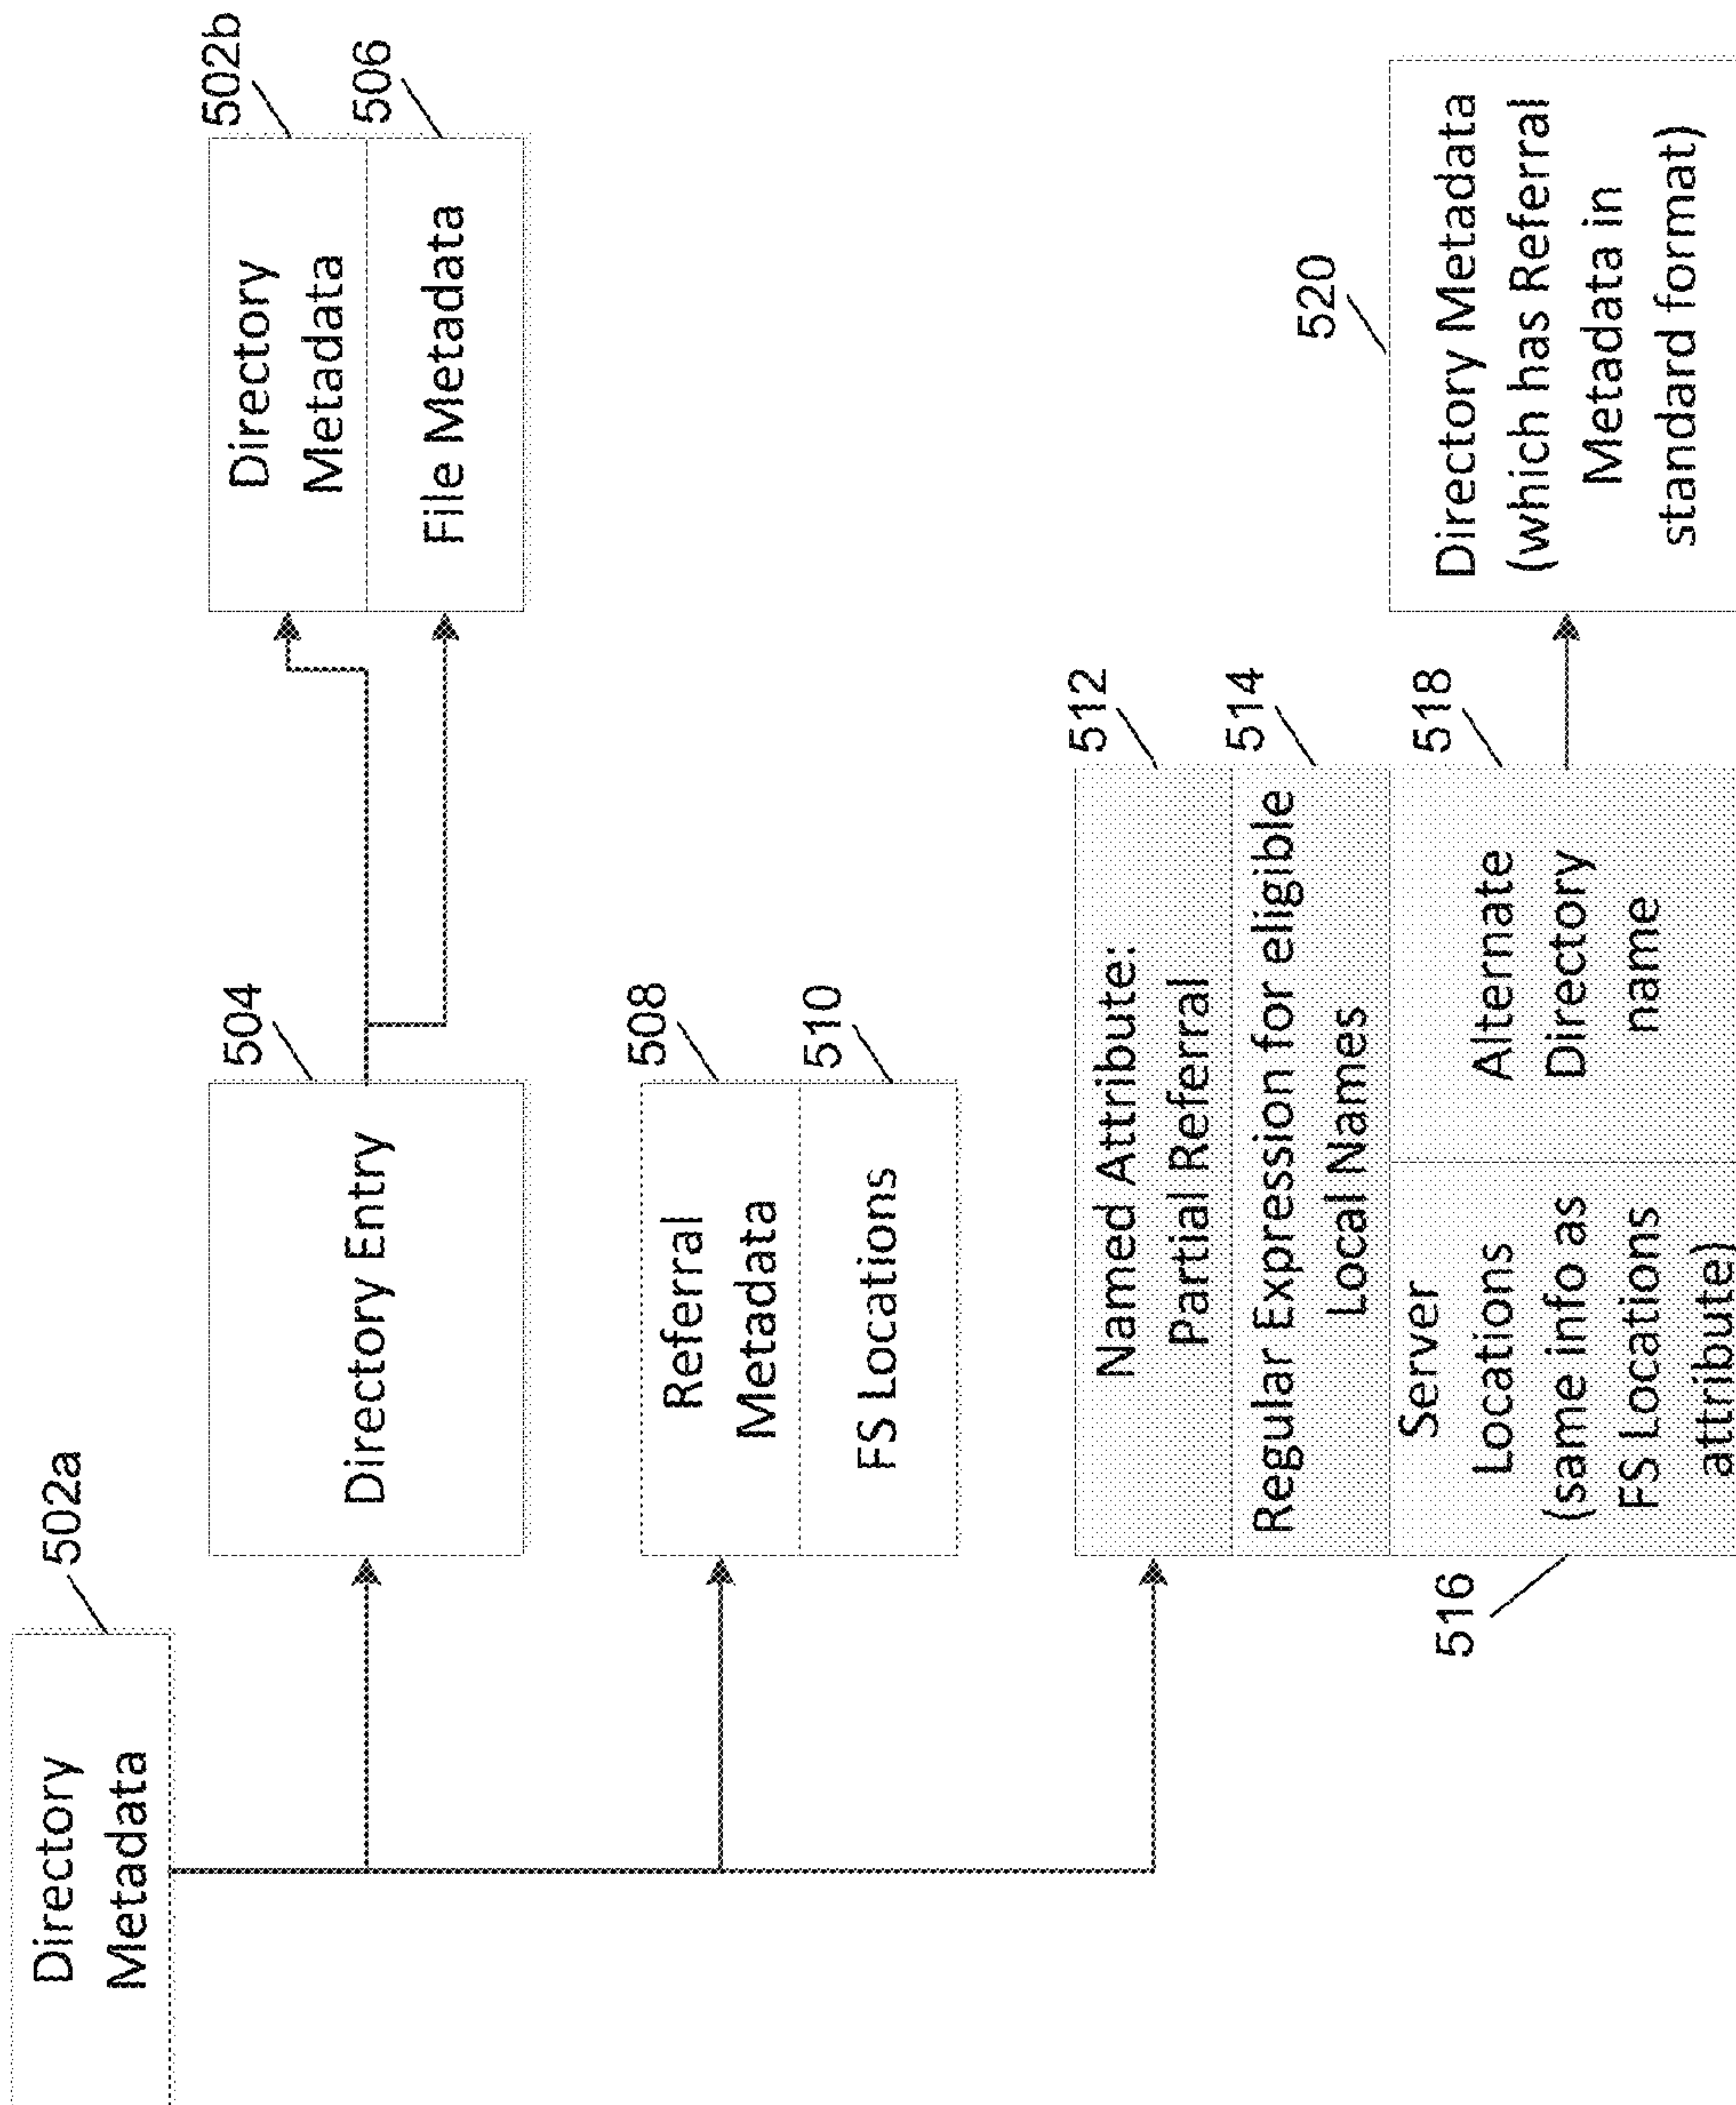 Directory
Metadata
502a
Directory Entry
504
Directory
Metadata
502b
File Metadata
506
Referral
Metadata
508
FS Locations
510
Named Attribute:
Partial Referral
512
Regular Expression for eligible
Local Names
514
Server
Locations
(same info as
FS Locations
attribute)
516
Alternate
Directory
name
518
Directory Metadata
(which has Referral
Metadata in
standard format)
520